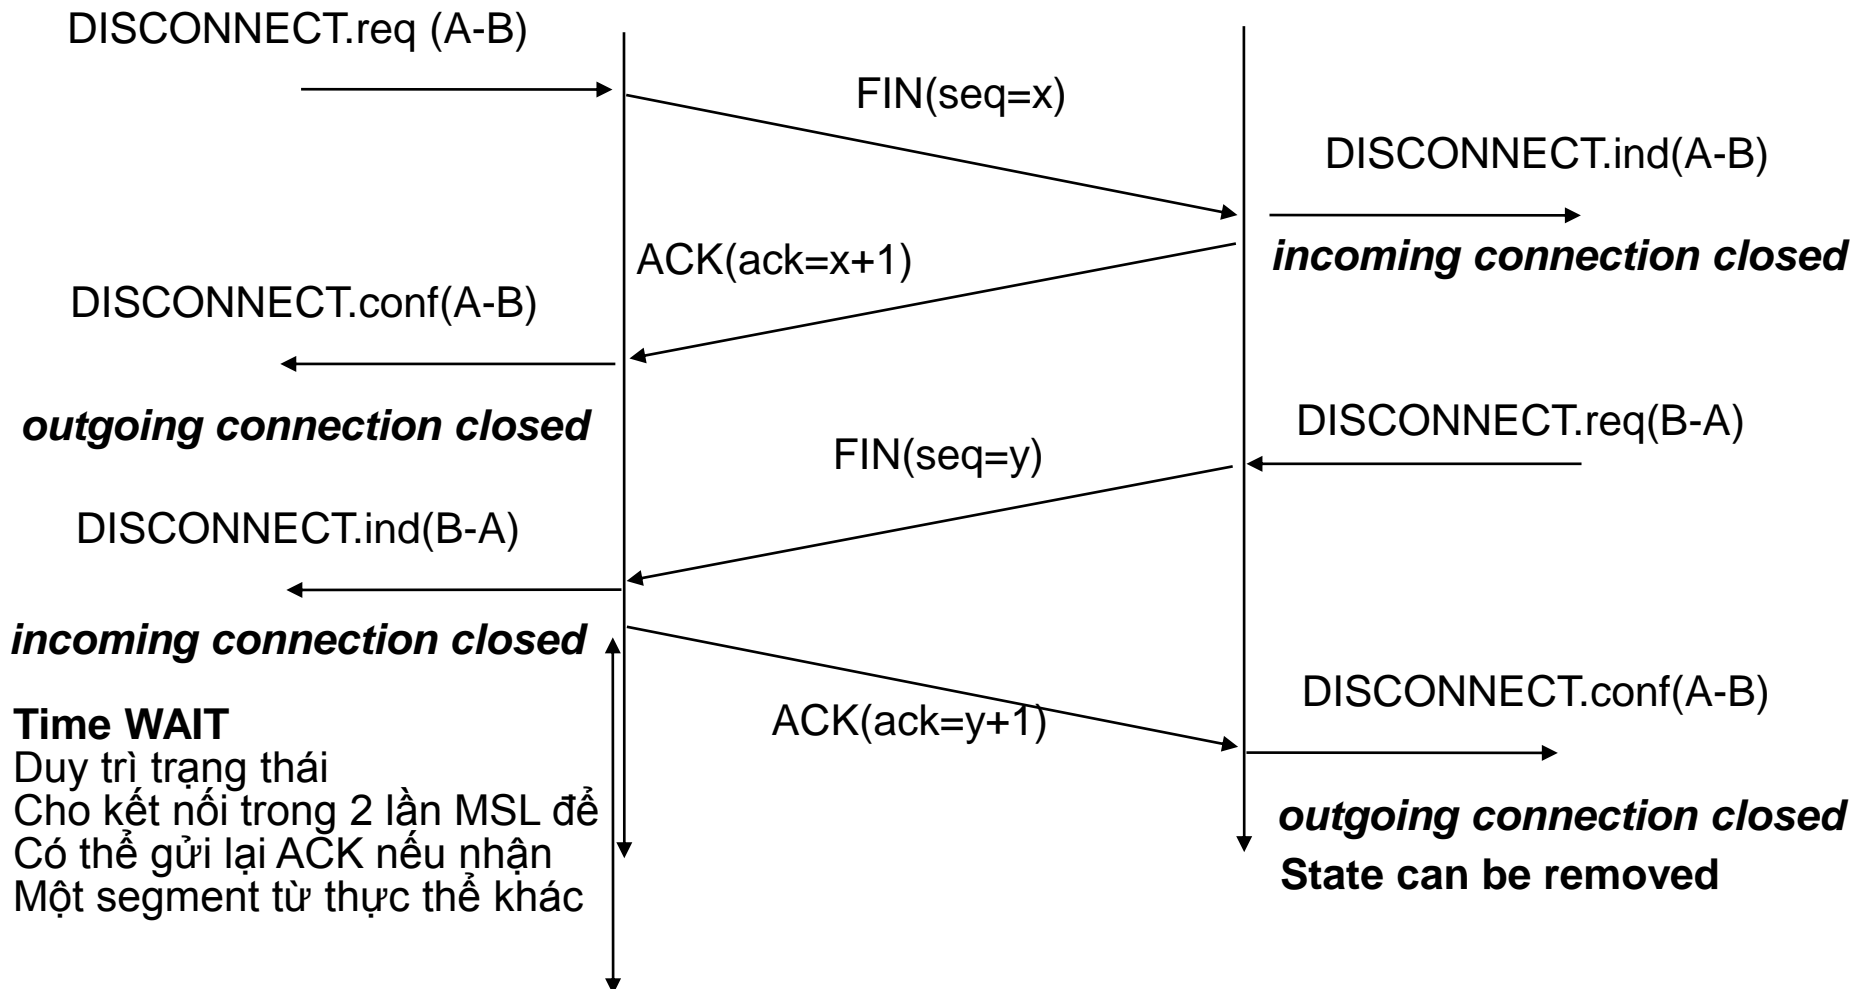 DISCONNECT.req (A-B)
FIN(seq=x)
DISCONNECT.ind(A-B)
ACK(ack=x+1)
incoming connection closed
DISCONNECT.conf(A-B)
outgoing connection closed
DISCONNECT.req(B-A)
FIN(seq=y)
DISCONNECT.ind(B-A)
incoming connection closed
DISCONNECT.conf(A-B)
ACK(ack=y+1)
Time WAIT
Duy trì trạng thái
Cho kết nối trong 2 lần MSL để
Có thể gửi lại ACK nếu nhận
Một segment từ thực thể khác
outgoing connection closed
State can be removed